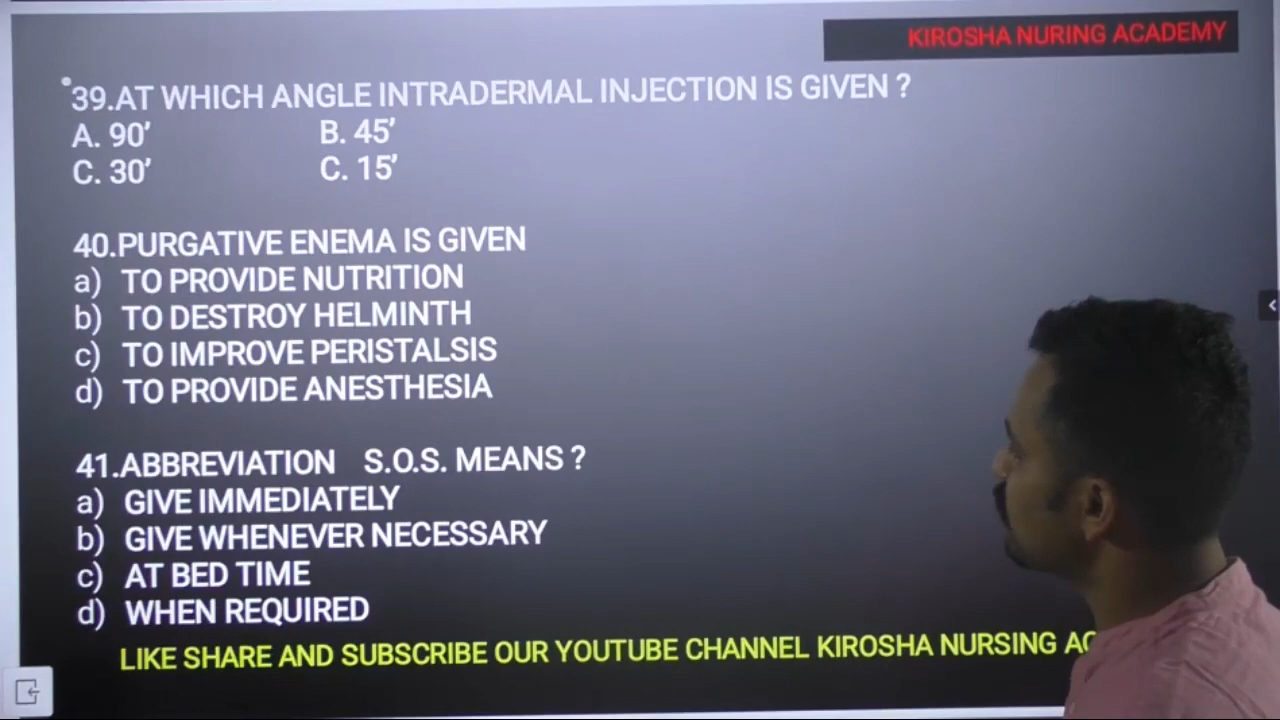 KIROSHA NURING ACADEMY
39.AT WHICH ANGLE INTRADERMAL INJECTION IS GIVEN ?
A. 90’ B. 45’
C. 30’ C. 15’
40.PURGATIVE ENEMA IS GIVEN
a) TO PROVIDE NUTRITION
b) TO DESTROY HELMINTH
c) TO IMPROVE PERISTALSIS
d) TO PROVIDE ANESTHESIA
41.ABBREVIATION S.O.S. MEANS ?
a) GIVE IMMEDIATELY
b) GIVE WHENEVER NECESSARY
c) AT BED TIME
d) WHEN REQUIRED
LIKE SHARE AND SUBSCRIBE OUR YOUTUBE CHANNEL KIROSHA NURSING